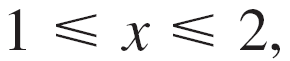 1 ⩽ x ⩽ 2,